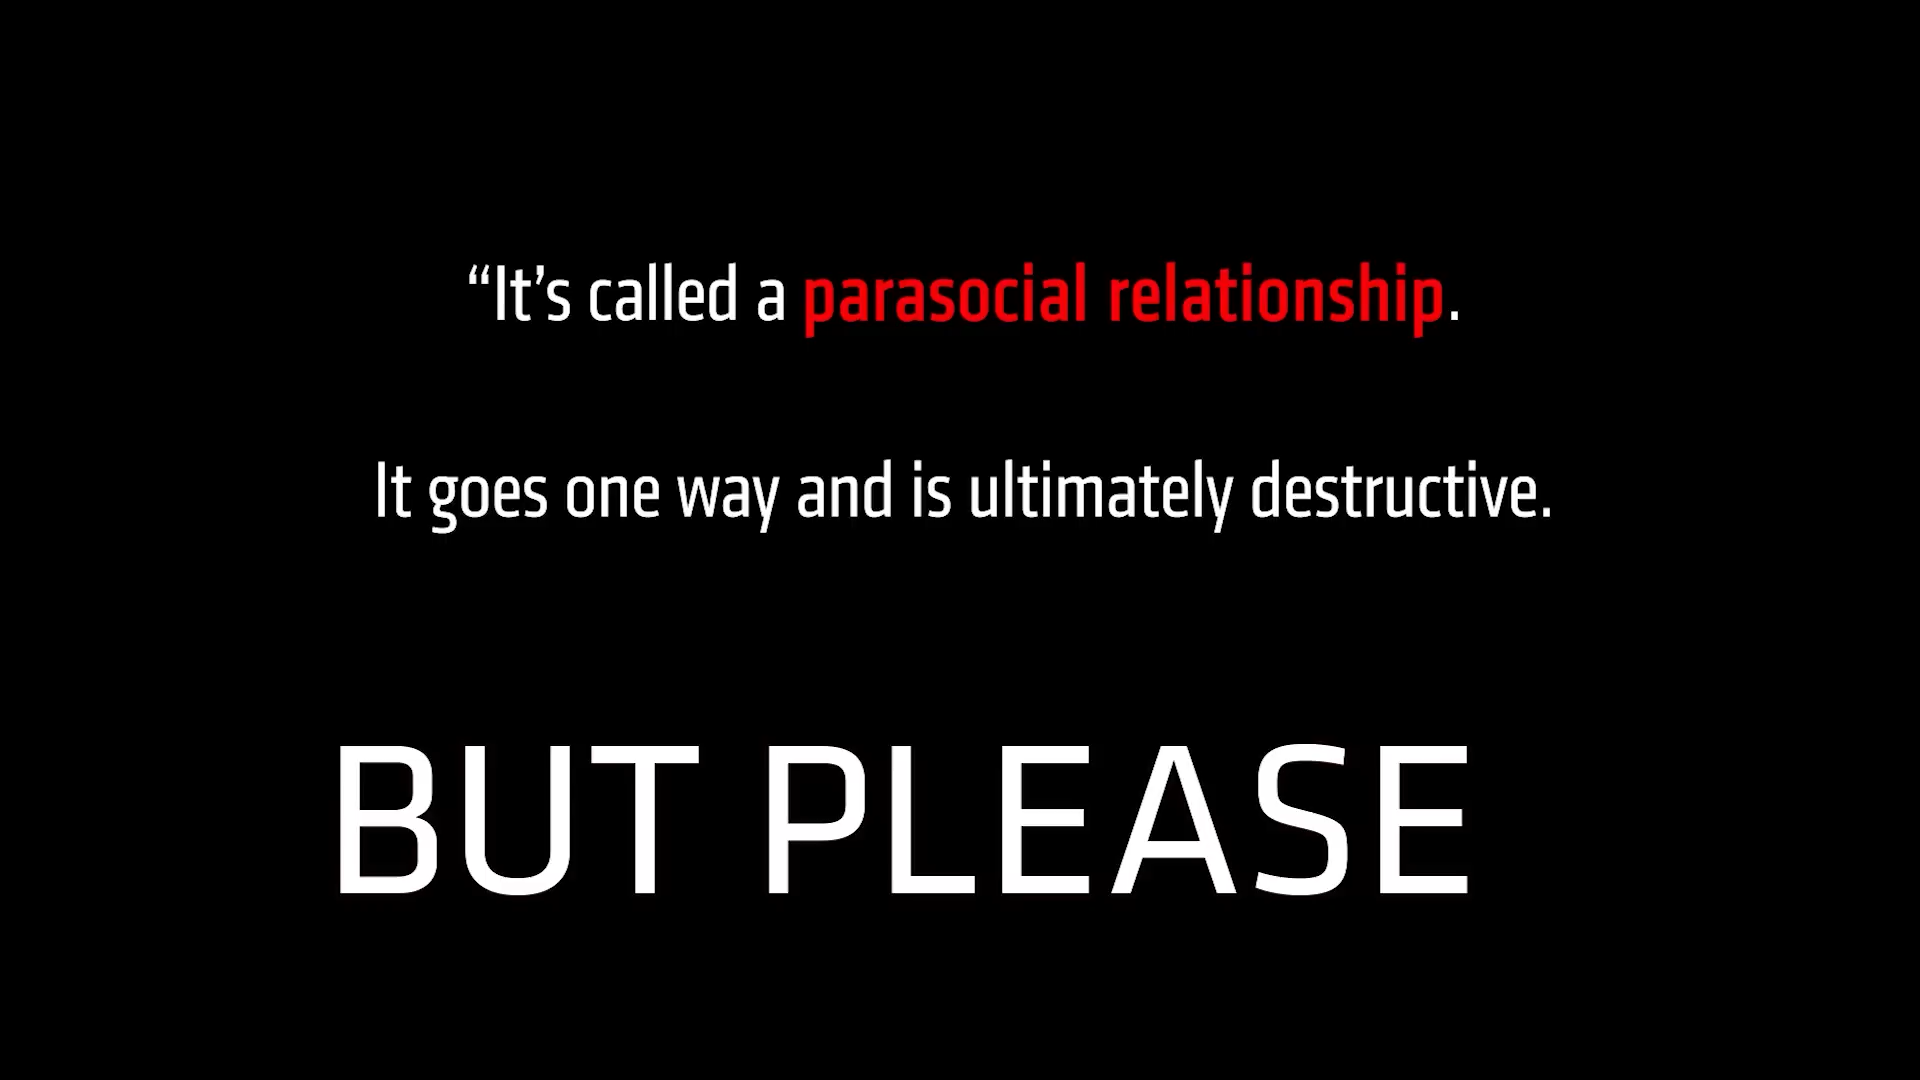 “It’s called a parasocial relationship.
It goes one way and is ultimately destructive.
BUT PLEASE